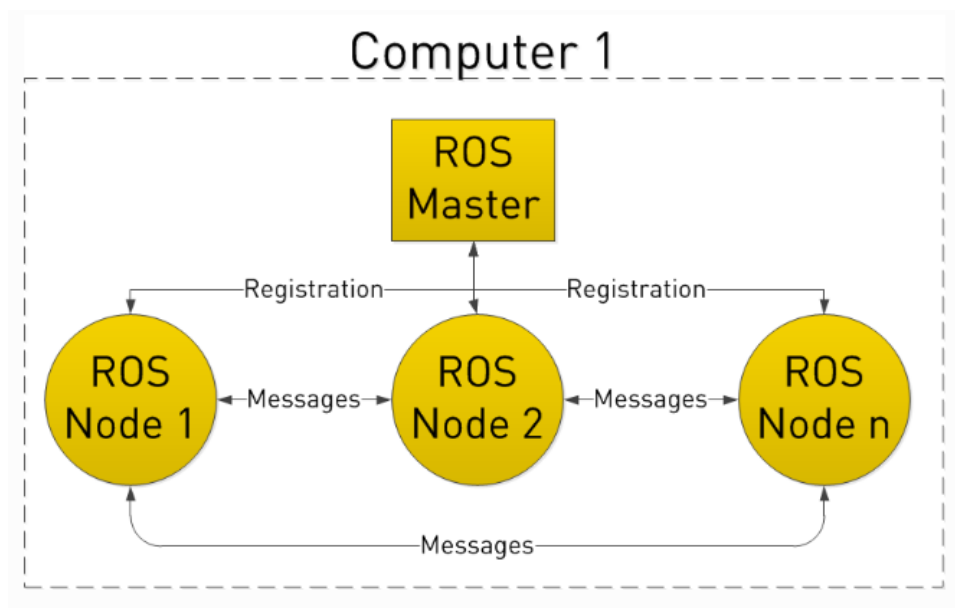 Computer 1
ROS
Master
Registration
Registration
ROS
Node 1
Messages
ROS
Node 2
Messages
ROS
Node n
Messages